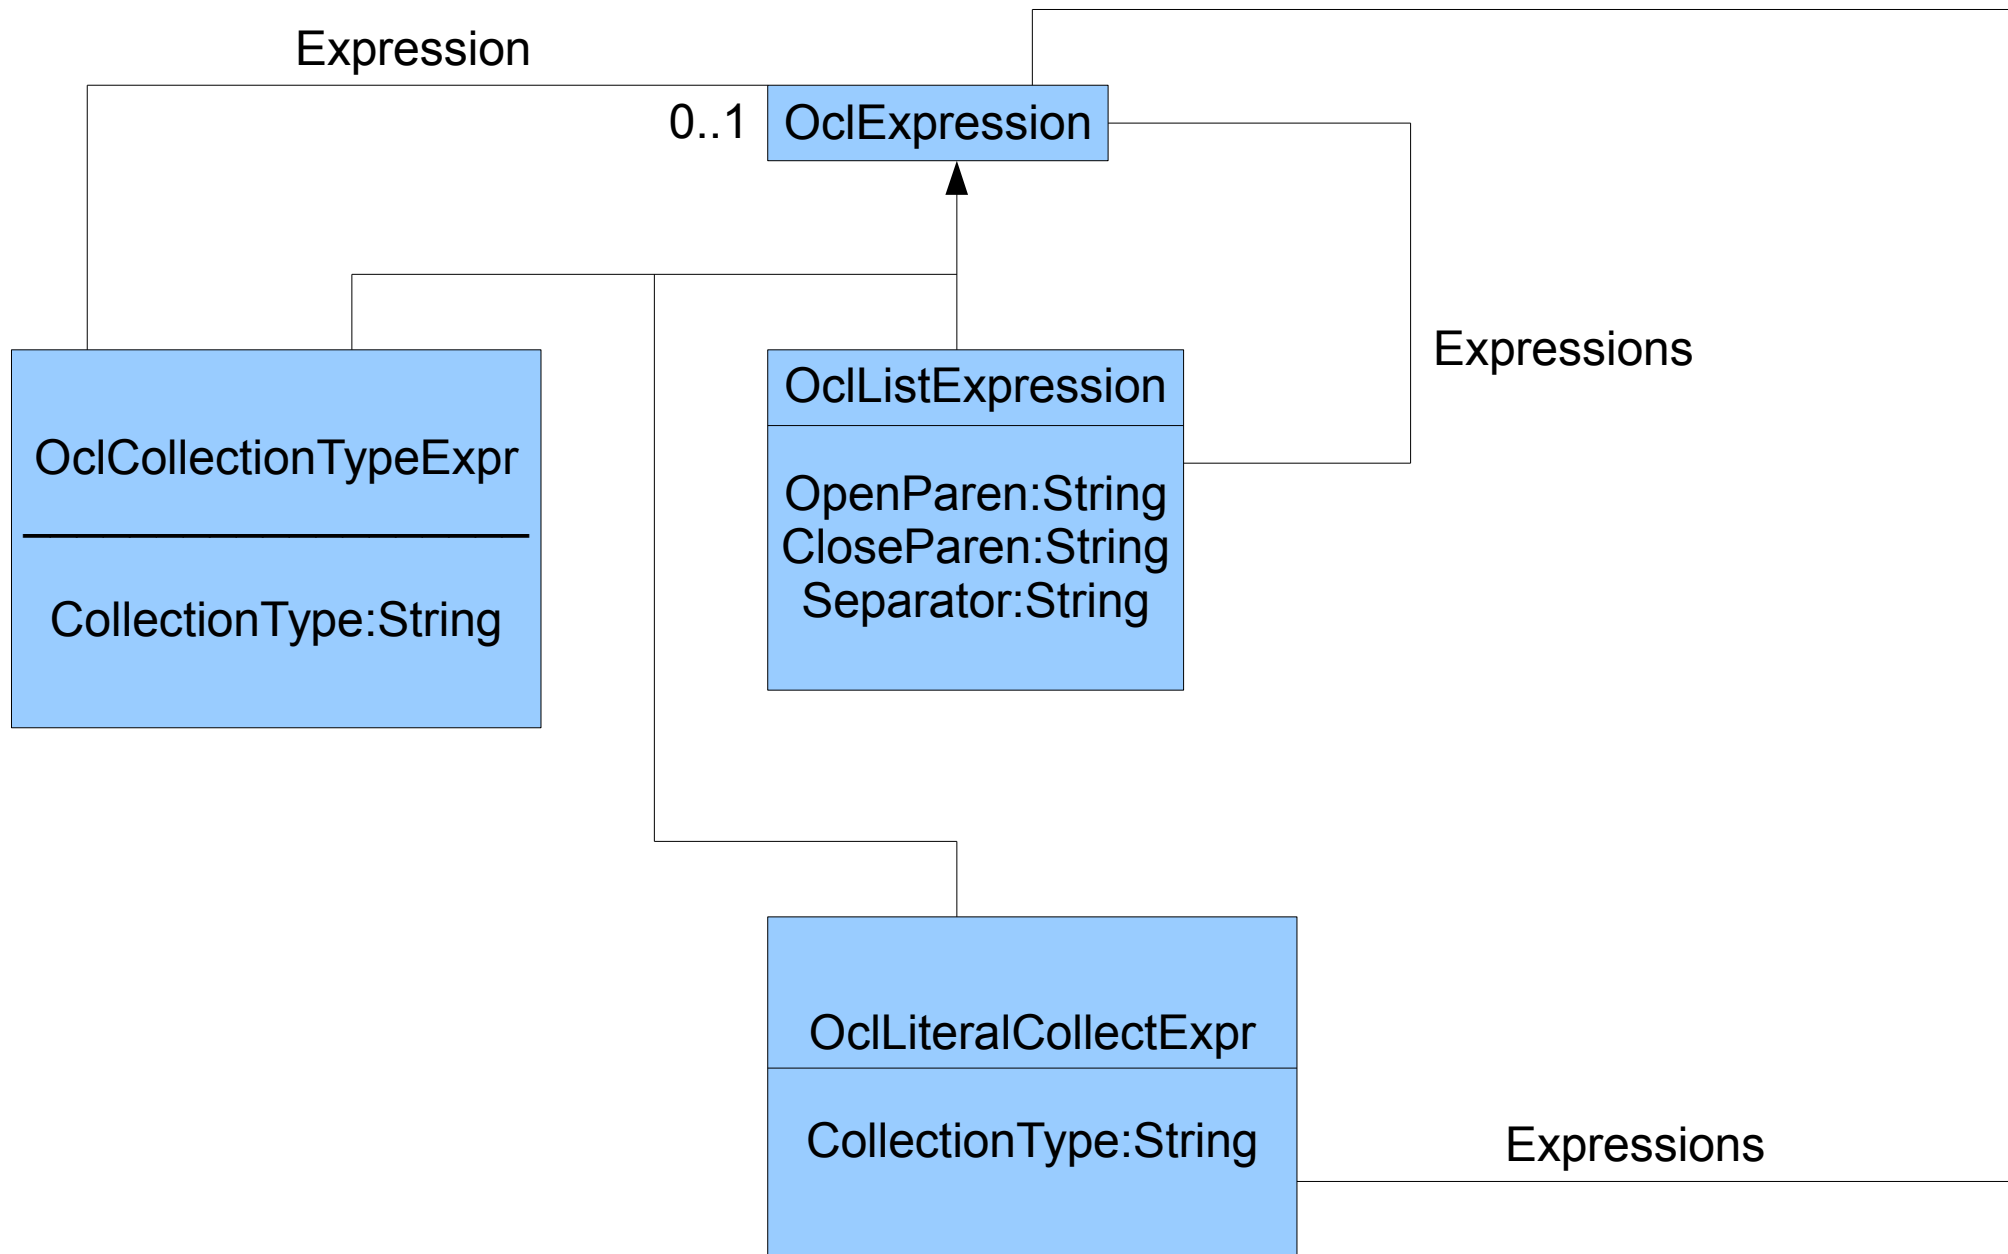 Expression
0..1
OclExpression
Expressions
OclCollectionTypeExpr
CollectionType:String
OclListExpression
OpenParen:String
CloseParen:String
Separator:String
OclLiteralCollectExpr
CollectionType:String
Expressions